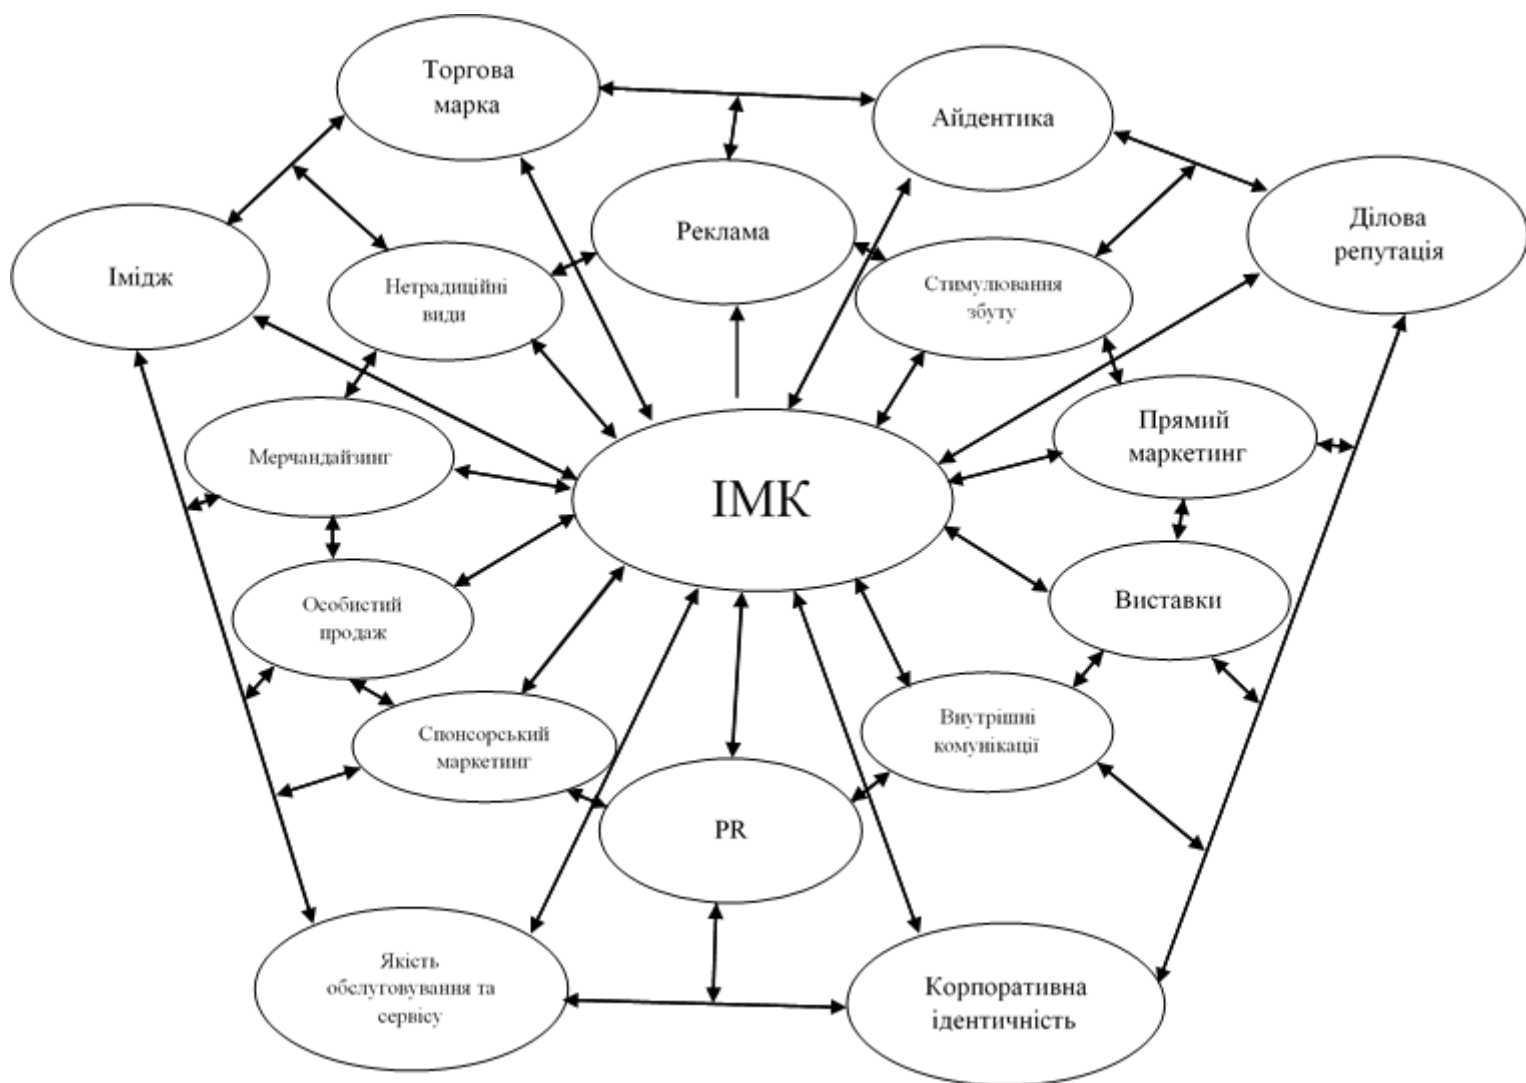 Торгова
марка
Айдентика
Ділова
репутація
Імідж
Реклама
Нетрадиційні
види
Стимулювання
збуту
Мерчандайзинг
Прямий
маркетинг
ІМК
Особистий
продаж
Виставки
Спонсорський
маркетинг
Внутрішні
комунікації
PR
Якість
обслуговування та
сервісу
Корпоративна
ідентичність